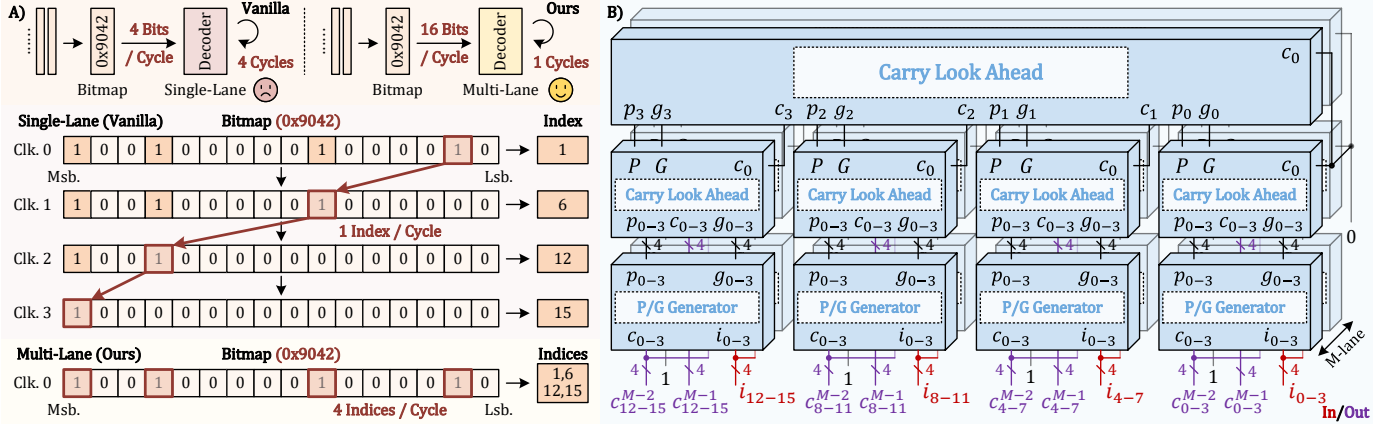 A)
Vanilla
Ours
0x9042
4 Bits
/ Cycle
Decoder
4 Cycles
0x9042
16 Bits
/ Cycle
Decoder
1 Cycles
Bitmap
Single-Lane
Bitmap
Multi-Lane
Single-Lane (Vanilla)
Bitmap (0x9042)
Index
Clk. 0
1 0 0 1 0 0 0 0 0 1 0 0 0 0 1 0
1
Msb.
Lsb.
Clk. 1
1 0 0 1 0 0 0 0 0 1 0 0 0 0 0 0
6
1 Index / Cycle
Clk. 2
1 0 0 1 0 0 0 0 0 0 0 0 0 0 0 0
12
Clk. 3
1 0 0 0 0 0 0 0 0 0 0 0 0 0 0 0
15
Multi-Lane (Ours)
Bitmap (0x9042)
Indices
Clk. 0
1 0 0 1 0 0 0 0 0 1 0 0 0 0 1 0
1,6
12,15
Msb.
4 Indices / Cycle
Lsb.
B)
Carry Look Ahead
c₀
p₃ g₃ c₃ p₂ g₂ c₂ p₁ g₁ c₁ p₀ g₀
P G c₀ P G c₀ P G c₀ P G c₀
Carry Look Ahead Carry Look Ahead Carry Look Ahead Carry Look Ahead
p₀₋₃ c₀₋₃ g₀₋₃ p₀₋₃ c₀₋₃ g₀₋₃ p₀₋₃ c₀₋₃ g₀₋₃ p₀₋₃ c₀₋₃ g₀₋₃
0
4 4 4 4 4 4 4 4 4 4 4 4
p₀₋₃ g₀₋₃ p₀₋₃ g₀₋₃ p₀₋₃ g₀₋₃ p₀₋₃ g₀₋₃
P/G Generator P/G Generator P/G Generator P/G Generator
c₀₋₃ i₀₋₃ c₀₋₃ i₀₋₃ c₀₋₃ i₀₋₃ c₀₋₃ i₀₋₃
M-lane
4 1 4 4 4 1 4 4 4 1 4 4 4 1 4 4
c₁₂₋₁₅^{M-2} c₁₂₋₁₅^{M-1} i₁₂₋₁₅ c₈₋₁₁^{M-2} c₈₋₁₁^{M-1} i₈₋₁₁ c₄₋₇^{M-2} c₄₋₇^{M-1} i₄₋₇ c₀₋₃^{M-2} c₀₋₃^{M-1} i₀₋₃
In/Out